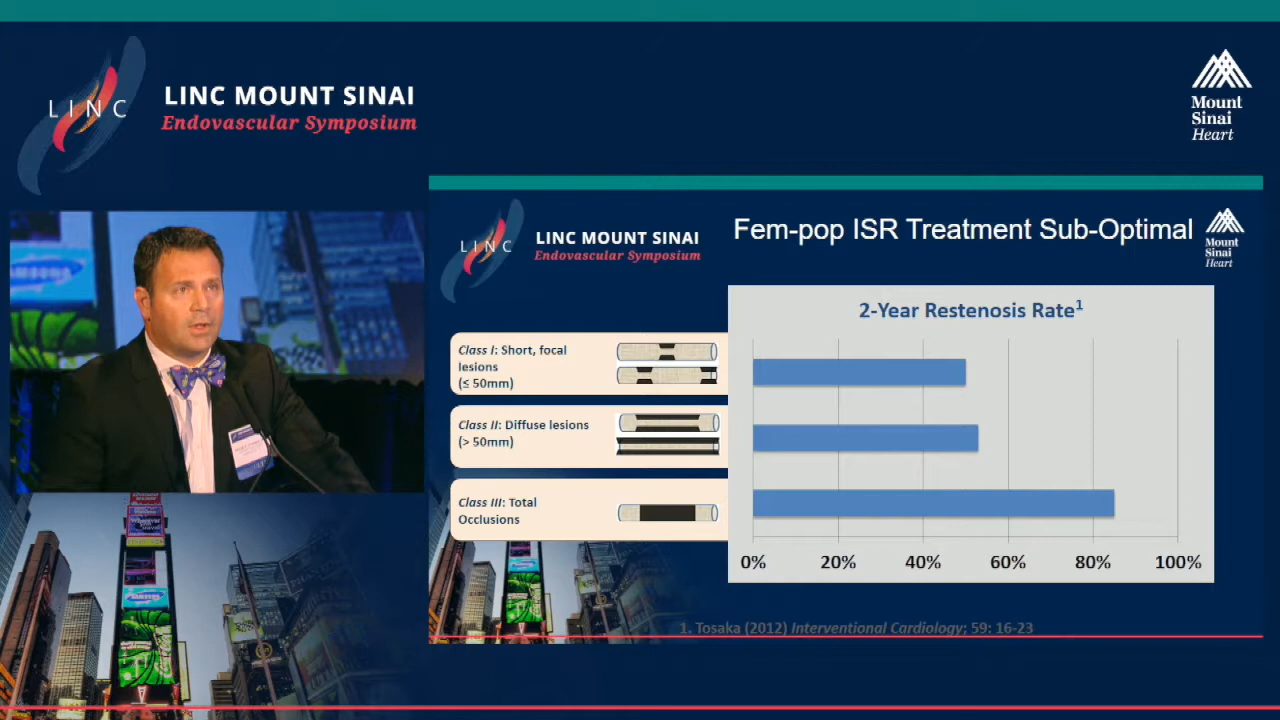 LINC
LINC MOUNT SINAI
Endovascular Symposium
Mount
Sinai
Heart
LINC
LINC MOUNT SINAI
Endovascular Symposium
Fem-pop ISR Treatment Sub-Optimal
Mount
Sinai
Heart
2-Year Restenosis Rate¹
Class I: Short, focal
lesions
(≤ 50mm)
Class II: Diffuse lesions
(> 50mm)
Class III: Total
Occlusions
0% 20% 40% 60% 80% 100%
1. Tosaka (2012) Interventional Cardiology; 59: 16-23
SAMSUNG